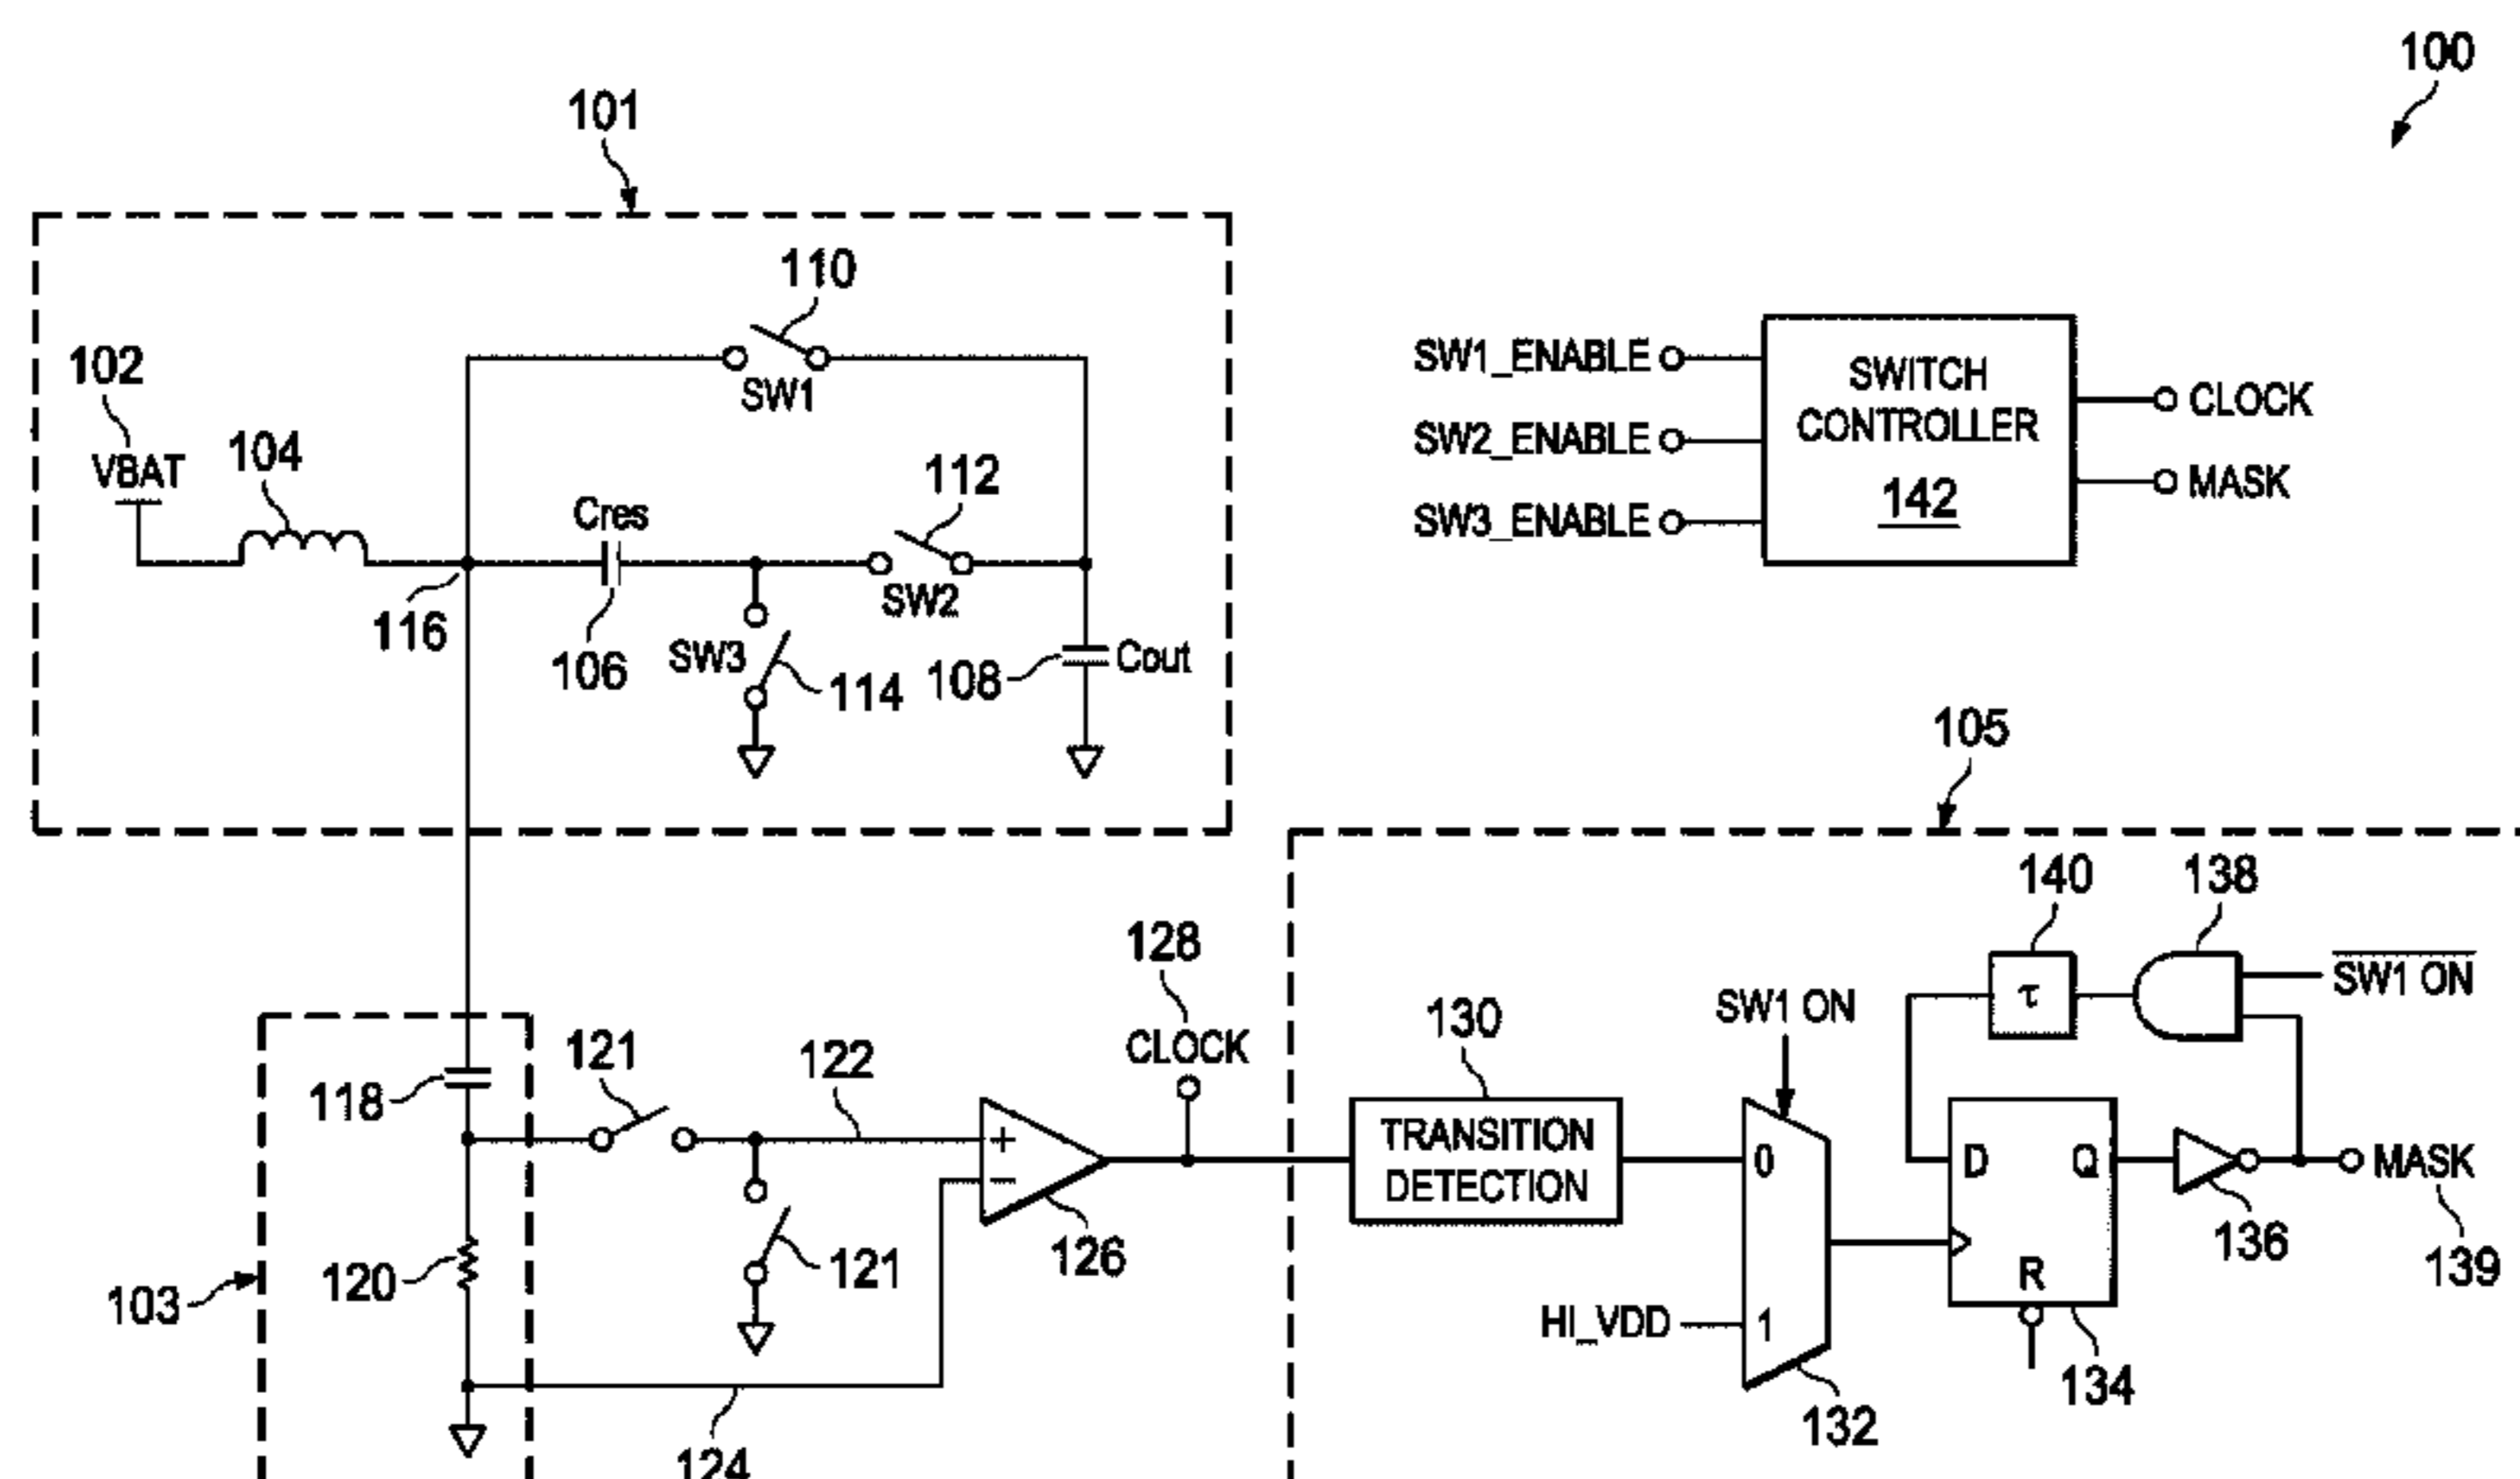 100
101
110
SW1
102
VBAT
104
Cres
112
SW2
116
106
SW3
114
108
Cout
SW1_ENABLE
SW2_ENABLE
SW3_ENABLE
SWITCH
CONTROLLER
142
CLOCK
MASK
105
140
138
τ
SW1 ON
128
CLOCK
130
SW1 ON
TRANSITION
DETECTION
0
1
HI_VDD
132
D
Q
R
134
136
MASK
139
118
121
122
+
−
126
121
120
103
124